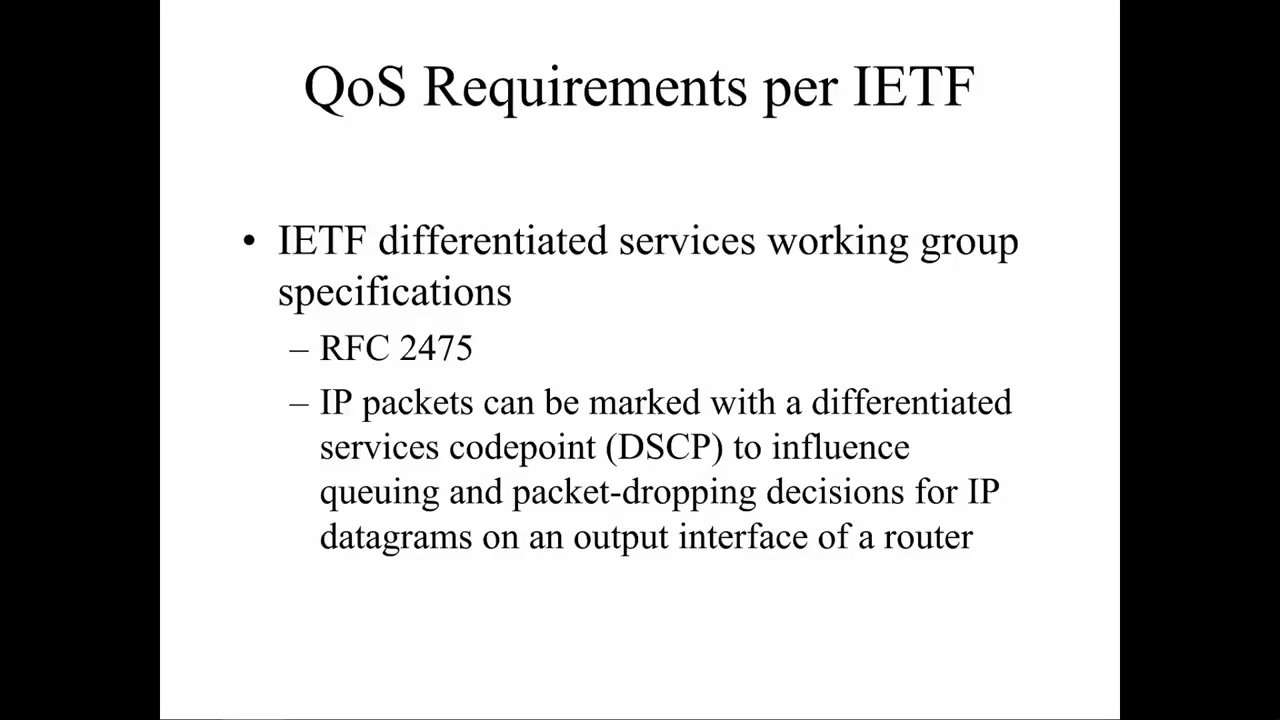 QoS Requirements per IETF
• IETF differentiated services working group
specifications
– RFC 2475
– IP packets can be marked with a differentiated
services codepoint (DSCP) to influence
queuing and packet-dropping decisions for IP
datagrams on an output interface of a router